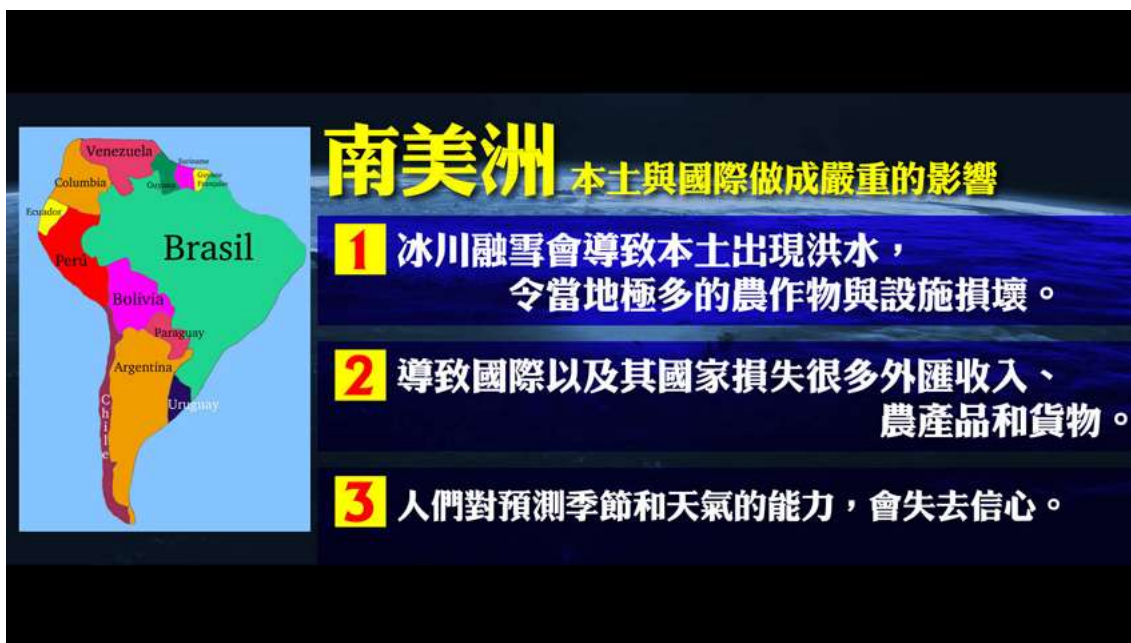 南美洲 本土與國際做成嚴重的影響
1 冰川融雪會導致本土出現洪水，
令當地極多的農作物與設施損壞。
2 導致國際以及其國家損失很多外匯收入、
農產品和貨物。
3 人們對預測季節和天氣的能力，會失去信心。
Venezuela
Suriname
Guyane
Française
Guyana
Columbia
Ecuador
Brasil
Perú
Bolivia
Paraguay
Argentina
Uruguay
Chile